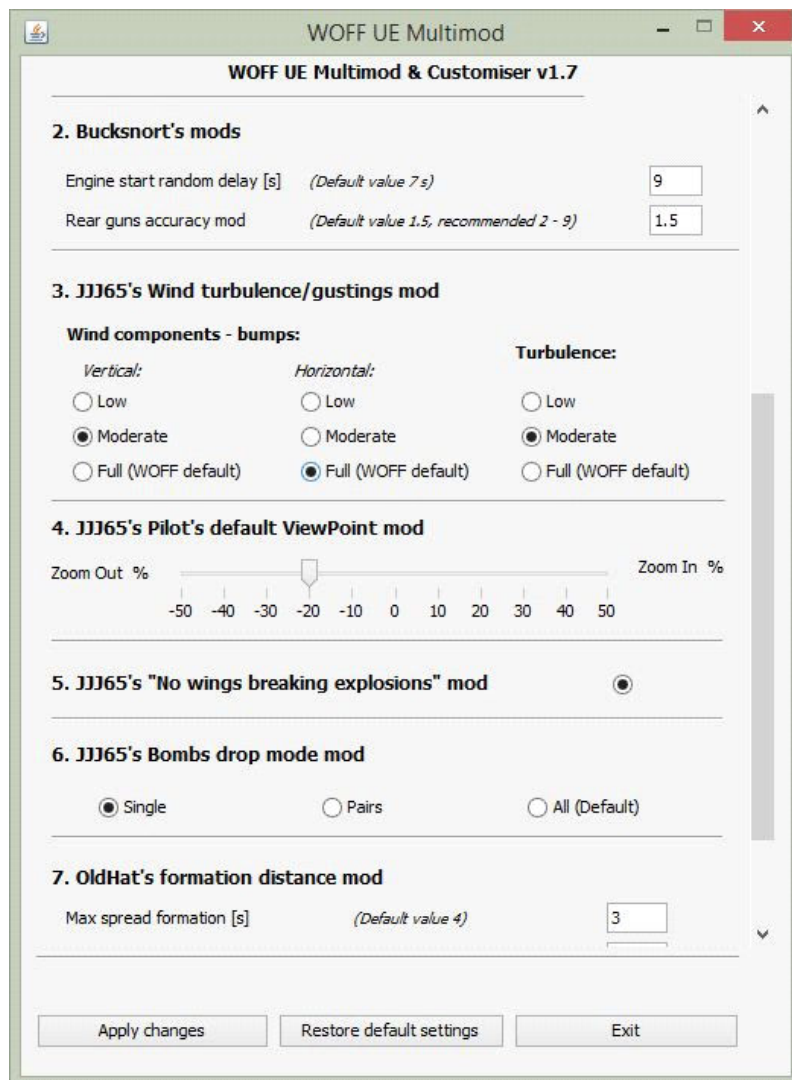 WOFF UE Multimod
WOFF UE Multimod & Customiser v1.7
2. Bucksnort's mods
Engine start random delay [s] (Default value 7 s) 9
Rear guns accuracy mod (Default value 1.5, recommended 2 - 9) 1.5
3. JJJ65's Wind turbulence/gustings mod
Wind components - bumps:
Turbulence:
Vertical: Horizontal:
Low Low Low
Moderate Moderate Moderate
Full (WOFF default) Full (WOFF default) Full (WOFF default)
4. JJJ65's Pilot's default ViewPoint mod
Zoom Out % Zoom In %
-50 -40 -30 -20 -10 0 10 20 30 40 50
5. JJJ65's "No wings breaking explosions" mod
6. JJJ65's Bombs drop mode mod
Single Pairs All (Default)
7. OldHat's formation distance mod
Max spread formation [s] (Default value 4) 3
Apply changes Restore default settings Exit